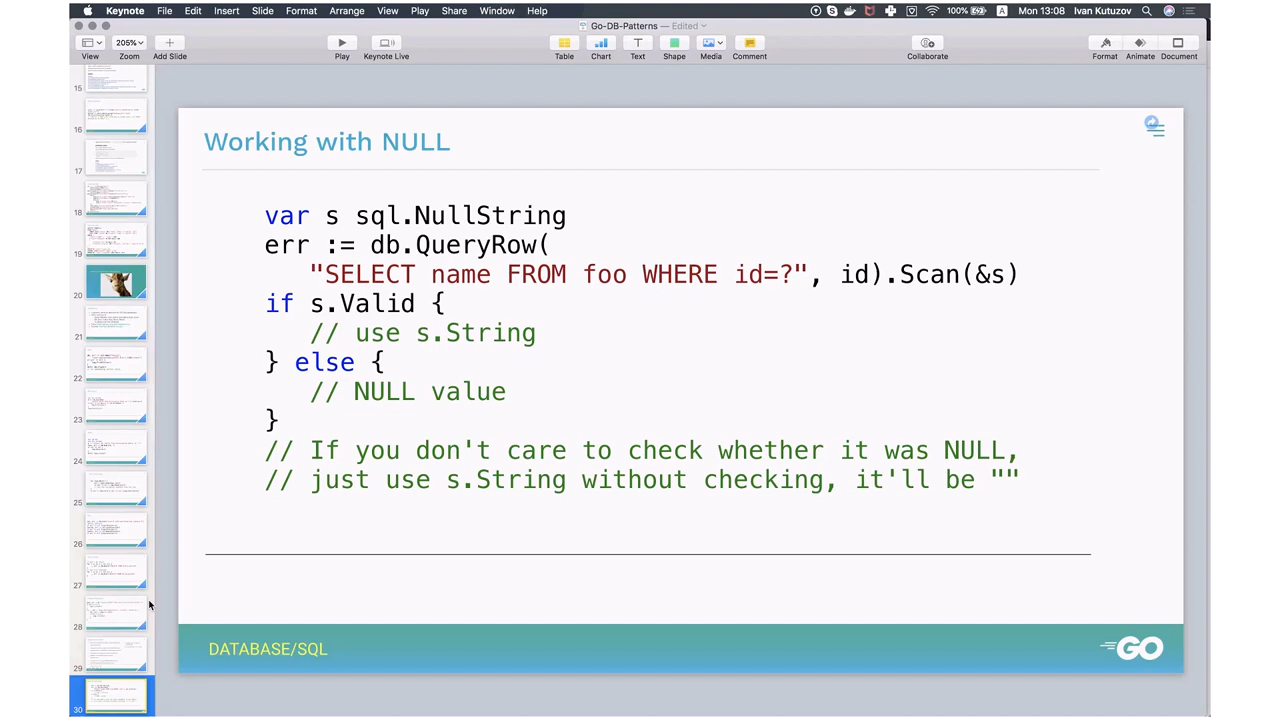 Keynote File Edit Insert Slide Format Arrange View Play Share Window Help
100% A Mon 13:08 Ivan Kutuzov
Go-DB-Patterns — Edited
205%
View Zoom Add Slide Play Keynote Live Table Chart Text Shape Media Comment Collaborate Format Animate Document
15
16
17
18
19
20
21
22
23
24
25
26
27
28
29
30
Working with NULL
var s sql.NullString
err := db.QueryRow(
"SELECT name FROM foo WHERE id=?", id).Scan(&s)
if s.Valid {
// use s.String
} else {
// NULL value
}
// If you don't care to check whether it was NULL,
// just use s.String without checking, it'll be ""
DATABASE/SQL
GO